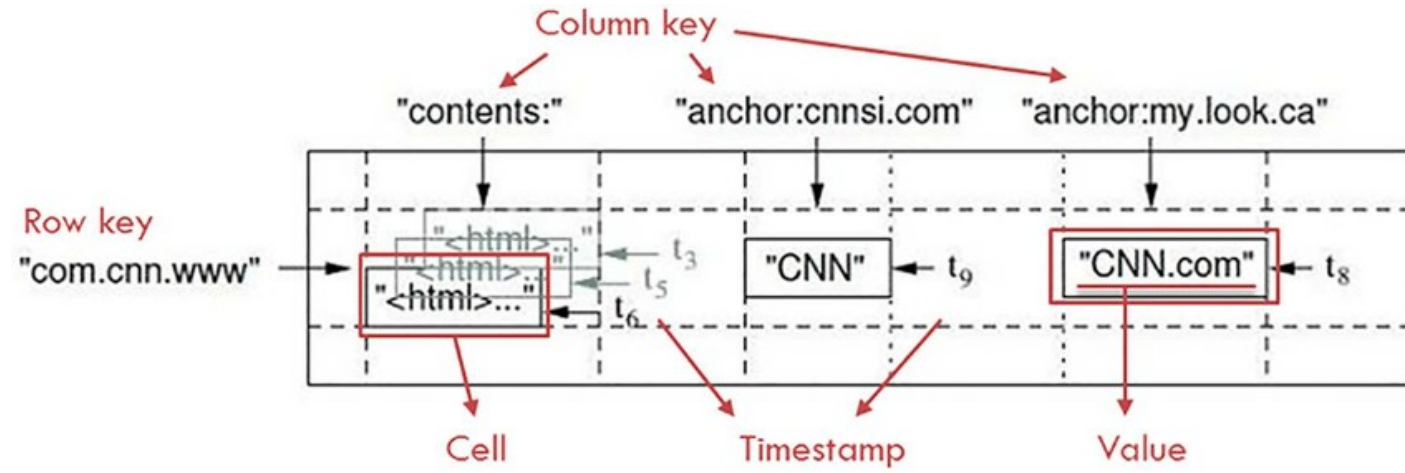 Column key
"contents:" "anchor:cnnsi.com" "anchor:my.look.ca"
Row key
"com.cnn.www"
"<html>..." t3
"<html>..." t5
"<html>..." t6
"CNN" t9
"CNN.com" t8
Cell Timestamp Value